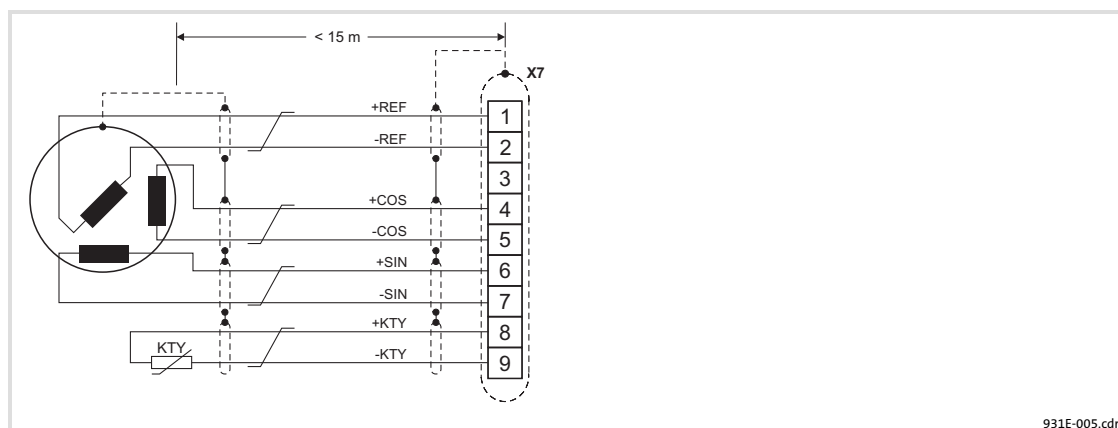 < 15 m
X7
+REF
1
-REF
2
3
+COS
4
-COS
5
+SIN
6
-SIN
7
+KTY
8
KTY
-KTY
9
931E-005.cdr